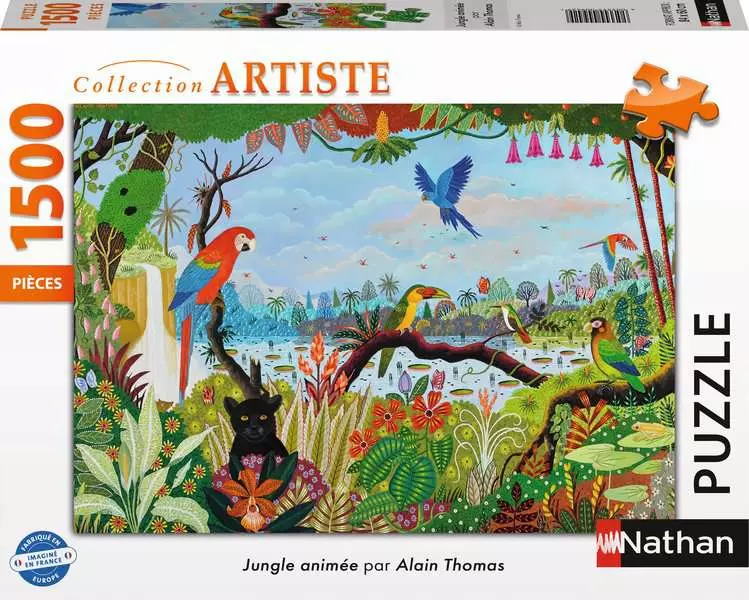 PUZZLE
1500
PIÈCES
Jungle animée
par
Alain Thomas
Nathan
Collection ARTISTE
1500
PIÈCES
PUZZLE
Nathan
FABRIQUÉ EN
IMAGINÉ
EN FRANCE
EUROPE
Jungle animée par Alain Thomas